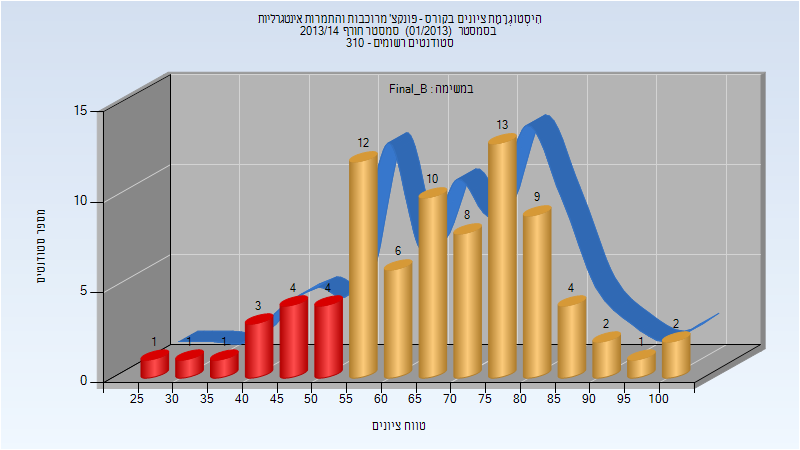 היסטוגרמת ציונים בקורס - פונקצ' מרוכבות והתמרות אינטגרליות
בסמסטר (01/2013) סמסטר חורף 2013/14
סטודנטים רשומים - 310
במשימה : Final_B
15
10
5
0
מספר סטודנטים
1
1
1
3
4
4
12
6
10
8
13
9
4
2
1
2
25 30 35 40 45 50 55 60 65 70 75 80 85 90 95 100
טווח ציונים